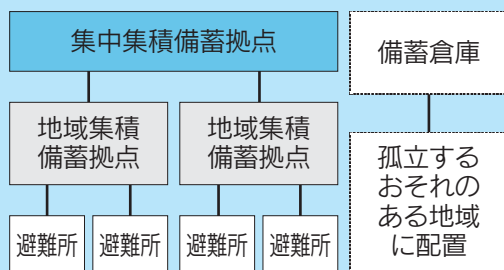 集中集積備蓄拠点
備蓄倉庫
地域集積
備蓄拠点
地域集積
備蓄拠点
孤立する
おそれの
ある地域
に配置
避難所
避難所
避難所
避難所